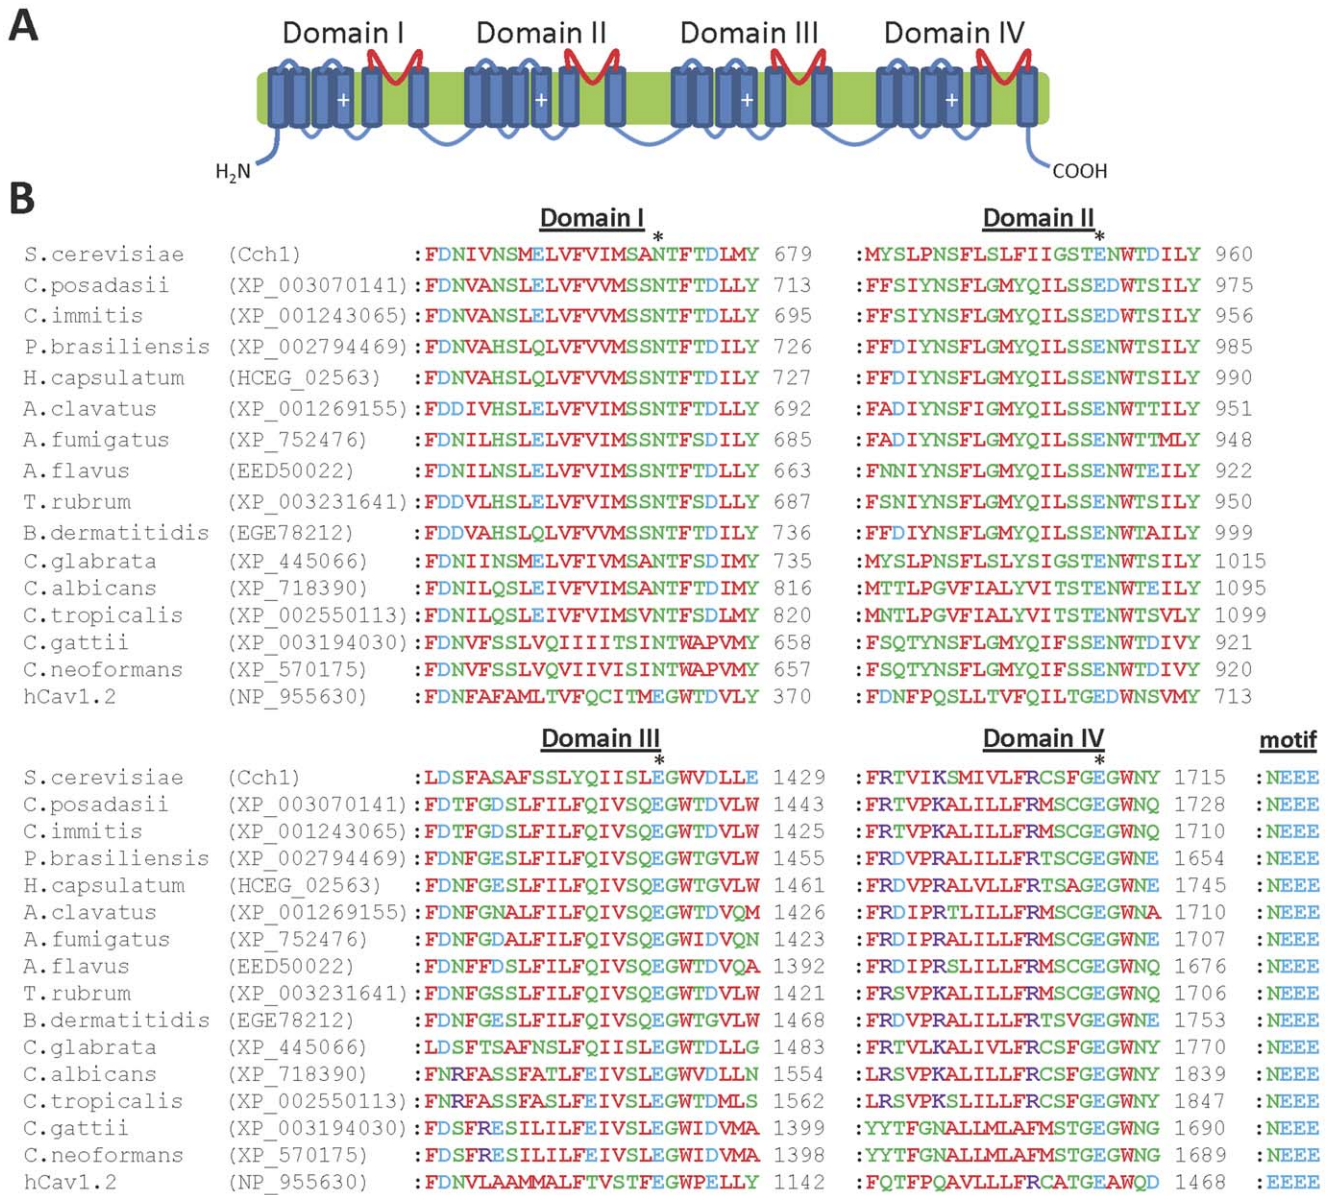 A
Domain I Domain II Domain III Domain IV
+ + + +
H2N COOH
B
Domain I Domain II
* *
S.cerevisiae (Cch1) :FDNIVNSMELVFVIMSANTFTDLMY 679 :MYSLPNSFLSLFIIGSTENWTDILY 960
C.posadasii (XP_003070141) :FDNVANSLELVFVVMSSNTFTDLLY 713 :FFSIYNSFLGMYQILSSEDWTSILY 975
C.immitis (XP_001243065) :FDNVANSLELVFVVMSSNTFTDLLY 695 :FFSIYNSFLGMYQILSSEDWTSILY 956
P.brasiliensis (XP_002794469) :FDNVAHSLQLVFVVMSSNTFTDILY 726 :FFDIYNSFLGMYQILSSENWTSILY 985
H.capsulatum (HCEG_02563) :FDNVAHSLQLVFVVMSSNTFTDILY 727 :FFDIYNSFLGMYQILSSENWTSILY 990
A.clavatus (XP_001269155) :FDDIVHSLELVFVIMSSNTFTDLLY 692 :FADIYNSFIGMYQILSSENWTTILY 951
A.fumigatus (XP_752476) :FDNILHSLELVFVIMSSNTFSDILY 685 :FADIYNSFLGMYQILSSENWTTMLY 948
A.flavus (EED50022) :FDNILNSLELVFVIMSSNTFTDLLY 663 :FNNIYNSFLGMYQILSSENWTEILY 922
T.rubrum (XP_003231641) :FDDVLHSLELVFVIMSSNTFSDLLY 687 :FSNIYNSFLGMYQILSSENWTSILY 950
B.dermatitidis (EGE78212) :FDDVAHSLQLVFVVMSSNTFTDILY 736 :FFDIYNSFLGMYQILSSENWTAILY 999
C.glabrata (XP_445066) :FDNIINSMELVFIVMSANTFSDIMY 735 :MYSLPNSFLSLYSIGSTENWTSILY 1015
C.albicans (XP_718390) :FDNILQSLELVFVIMSANTFTDIMY 816 :MTTLPGVFIALYVITSTENWTEILY 1095
C.tropicalis (XP_002550113) :FDNILQSLEIVFVIMSVNTFSDLMY 820 :MNTLPGVFIALYVITSTENWTSVLY 1099
C.gattii (XP_003194030) :FDNVFSSLVQIIIITSINTWAPVMY 658 :FSQTYNSFLGMYQIFSSENWTDIVY 921
C.neoformans (XP_570175) :FDNVFSSLVQVIIVISINTWAPVMY 657 :FSQTYNSFLGMYQIFSSENWTDIVY 920
hCav1.2 (NP_955630) :FDNFAFAMLTVFQCITMEGWTDVLY 370 :FDNFPQSLLTVFQILTGEDWNSVMY 713
Domain III Domain IV motif
* *
S.cerevisiae (Cch1) :LDSFASAFSSLYQIISLEGWVDLLE 1429 :FRTVIKSMIVLFRCSFGEGWNY 1715 :NEEE
C.posadasii (XP_003070141) :FDTFGDSLFILFQIVSQEGWTDVLW 1443 :FRTVPKALILLFRMSCGEGWNQ 1728 :NEEE
C.immitis (XP_001243065) :FDTFGDSLFILFQIVSQEGWTDVLW 1425 :FRTVPKALILLFRMSCGEGWNQ 1710 :NEEE
P.brasiliensis (XP_002794469) :FDNFGESLFILFQIVSQEGWTGVLW 1455 :FRDVPRALILLFRTSCGEGWNE 1654 :NEEE
H.capsulatum (HCEG_02563) :FDNFGESLFILFQIVSQEGWTGVLW 1461 :FRDVPRALVLLFRTSAGEGWNE 1745 :NEEE
A.clavatus (XP_001269155) :FDNFGNALFILFQIVSQEGWTDVQM 1426 :FRDIPRTLILLFRMSCGEGWNA 1710 :NEEE
A.fumigatus (XP_752476) :FDNFGDALFILFQIVSQEGWIDVQN 1423 :FRDIPRALILLFRMSCGEGWNE 1707 :NEEE
A.flavus (EED50022) :FDNFFDSLFILFQIVSQEGWTDVQA 1392 :FRDIPRSLILLFRMSCGEGWNQ 1676 :NEEE
T.rubrum (XP_003231641) :FDNFGSSLFILFQIVSQEGWTDVLW 1421 :FRSVPKALILLFRMSCGEGWNQ 1706 :NEEE
B.dermatitidis (EGE78212) :FDNFGESLFILFQIVSQEGWTGVLW 1468 :FRDVPRALILLFRTSVGEGWNE 1753 :NEEE
C.glabrata (XP_445066) :LDSFTSAFNSLFQIISLEGWTDLLG 1483 :FRTVLKALIVLFRCSFGEGWNY 1770 :NEEE
C.albicans (XP_718390) :FNRFASSFATLFEIVSLEGWVDLLN 1554 :LRSVPKALILLFRCSFGEGWNY 1839 :NEEE
C.tropicalis (XP_002550113) :FNRFASSFASLFEIVSLEGWTDMLS 1562 :LRSVPKSLILLFRCSFGEGWNY 1847 :NEEE
C.gattii (XP_003194030) :FDSFRESILILFEIVSLEGWIDVMA 1399 :YYTFGNALLMLAFMSTGEGWNG 1690 :NEEE
C.neoformans (XP_570175) :FDSFRESILILFEIVSLEGWIDVMA 1398 :YYTFGNALLMLAFMSTGEGWNG 1689 :NEEE
hCav1.2 (NP_955630) :FDNVLAAMMALFTVSTFEGWPELLY 1142 :FQTFPQAVLLLFRCATGEAWQD 1468 :EEEE